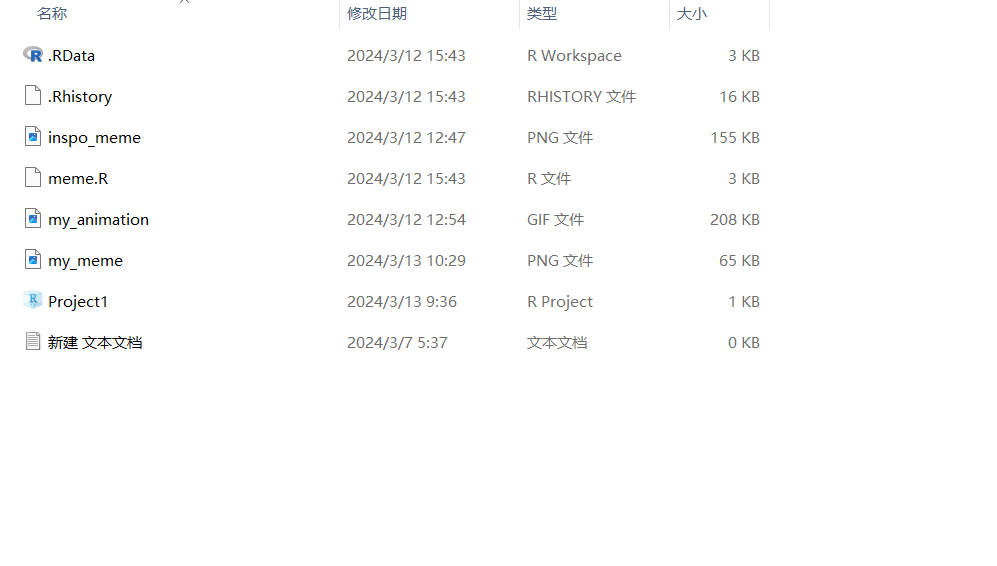 名称 修改日期 类型 大小
.RData 2024/3/12 15:43 R Workspace 3 KB
.Rhistory 2024/3/12 15:43 RHISTORY 文件 16 KB
inspo_meme 2024/3/12 12:47 PNG 文件 155 KB
meme.R 2024/3/12 15:43 R 文件 3 KB
my_animation 2024/3/12 12:54 GIF 文件 208 KB
my_meme 2024/3/13 10:29 PNG 文件 65 KB
Project1 2024/3/13 9:36 R Project 1 KB
新建 文本文档 2024/3/7 5:37 文本文档 0 KB